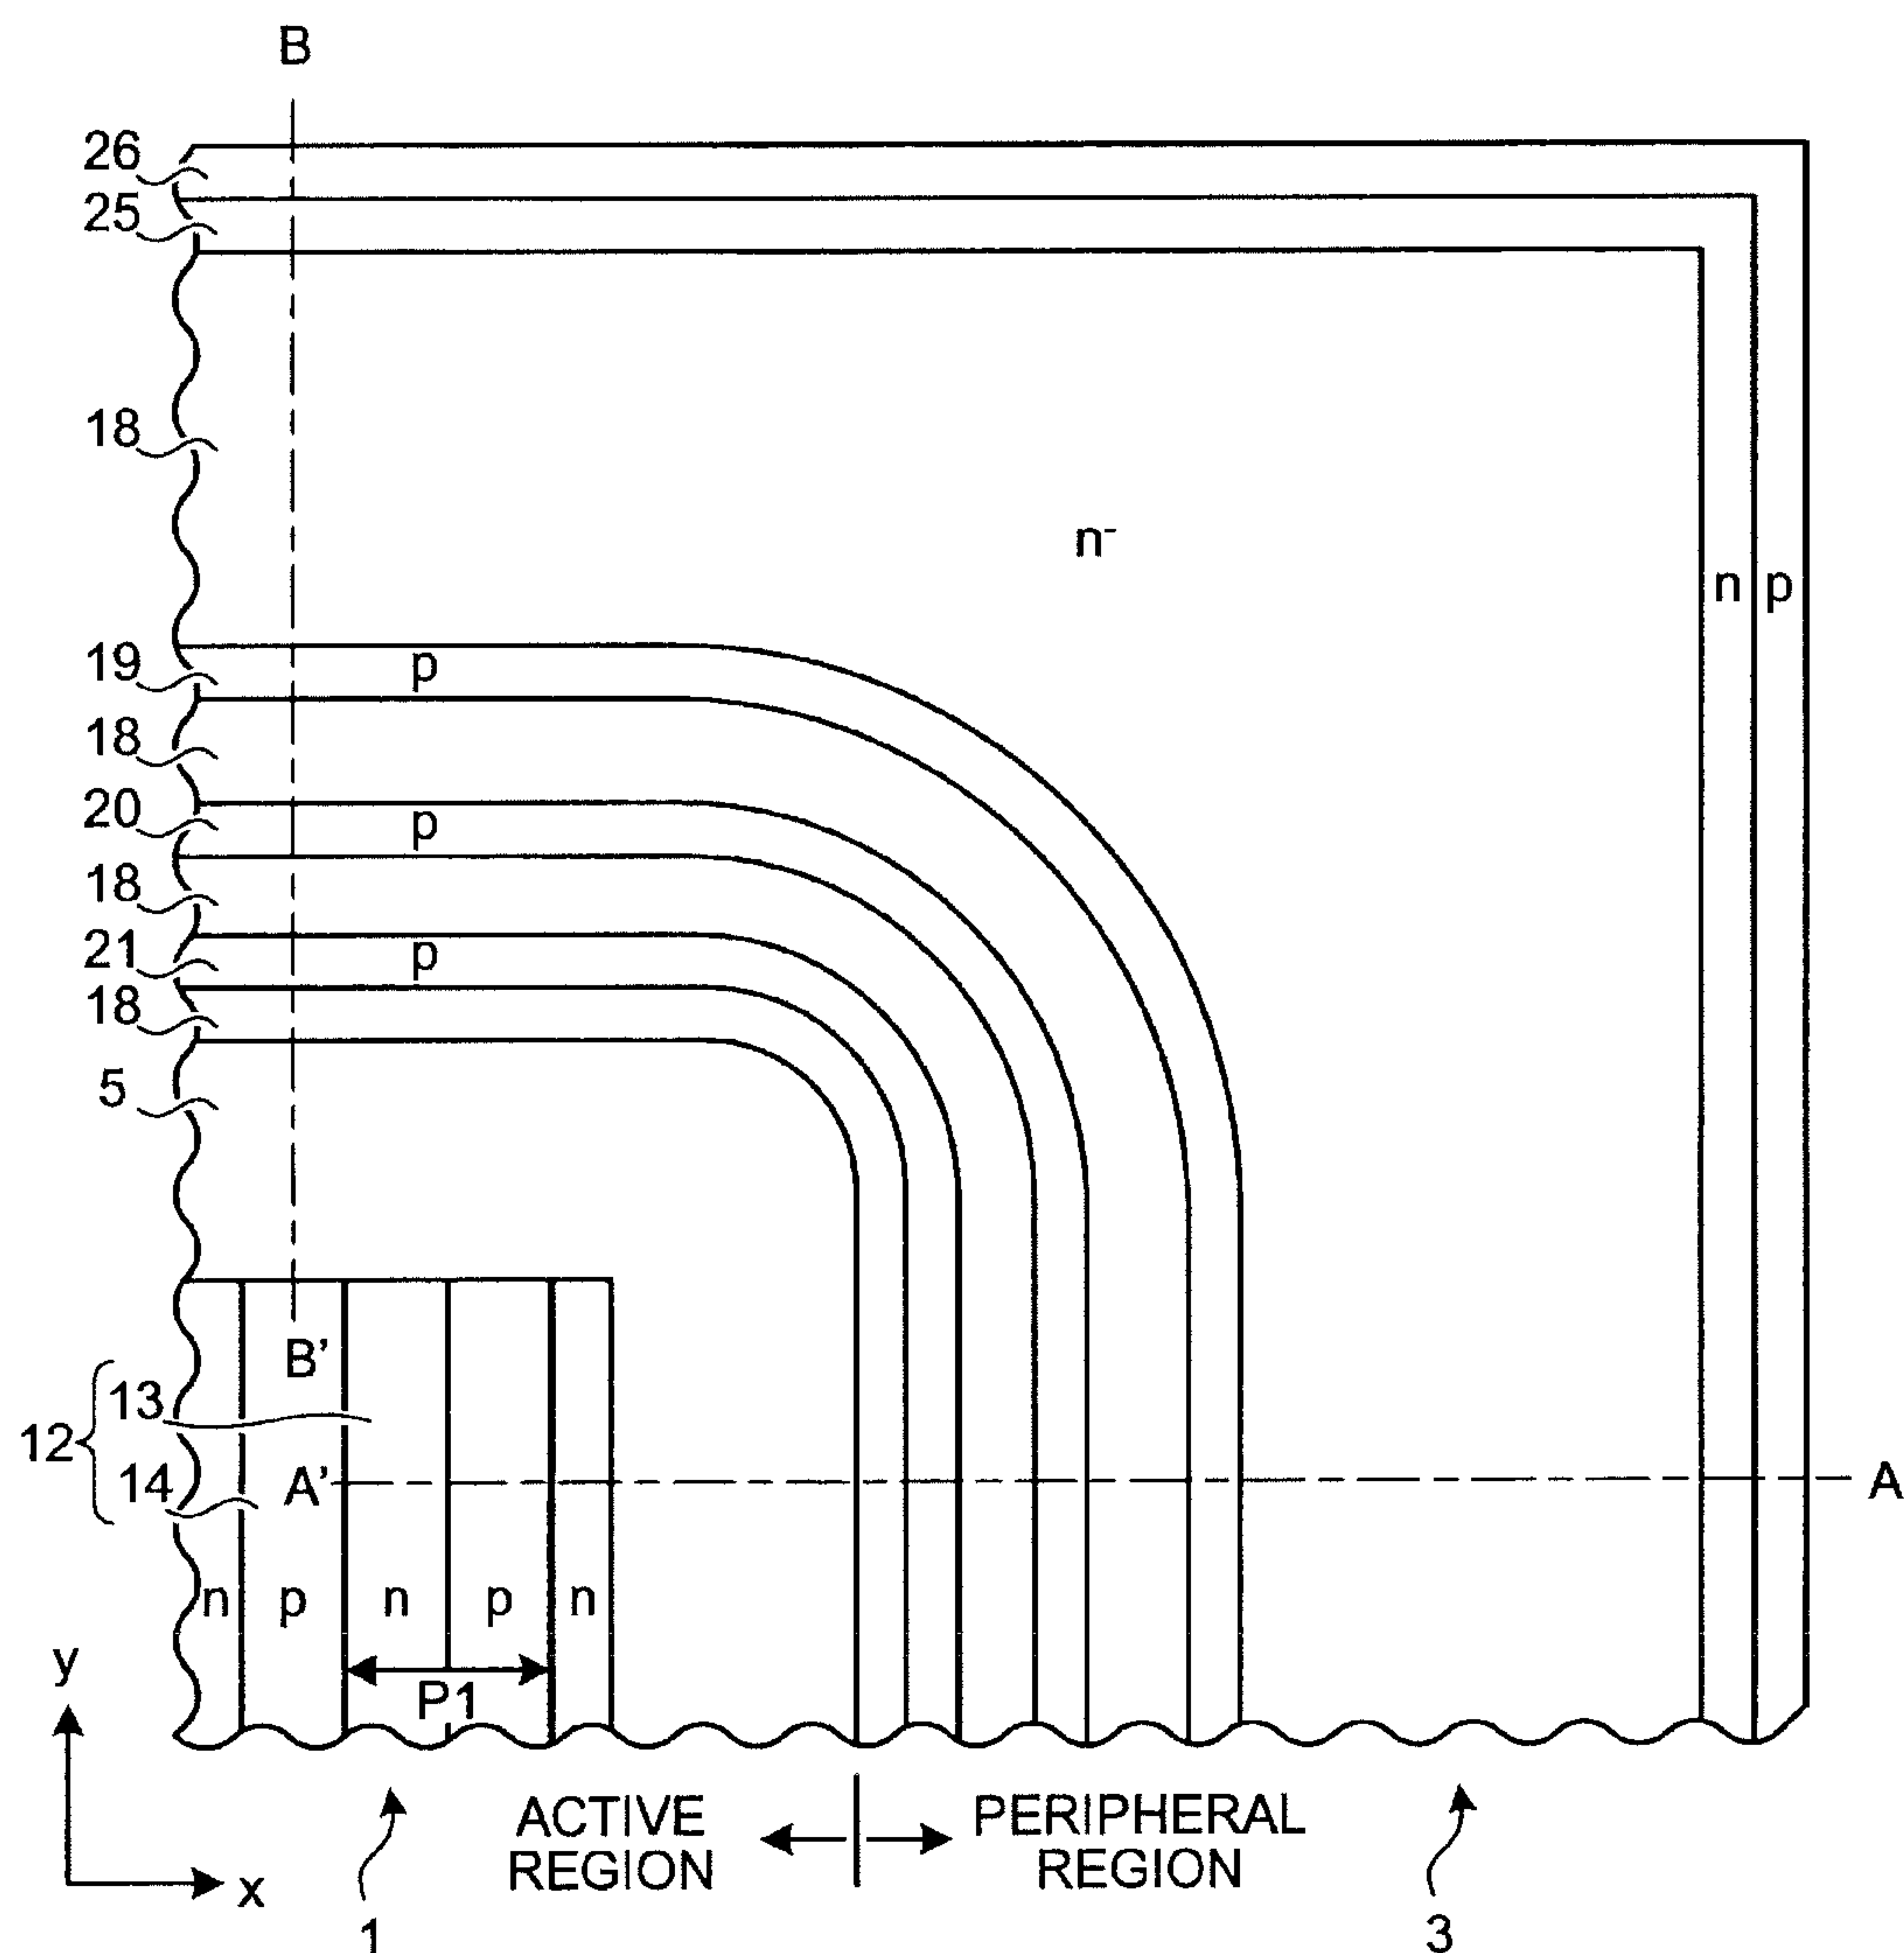 B
26
25
18
n⁻
n p
19 p
18
20 p
18
21 p
18
5
B'
13
12
14
A' A
n p n p n
P1
y
x
ACTIVE
REGION
PERIPHERAL
REGION
1
3